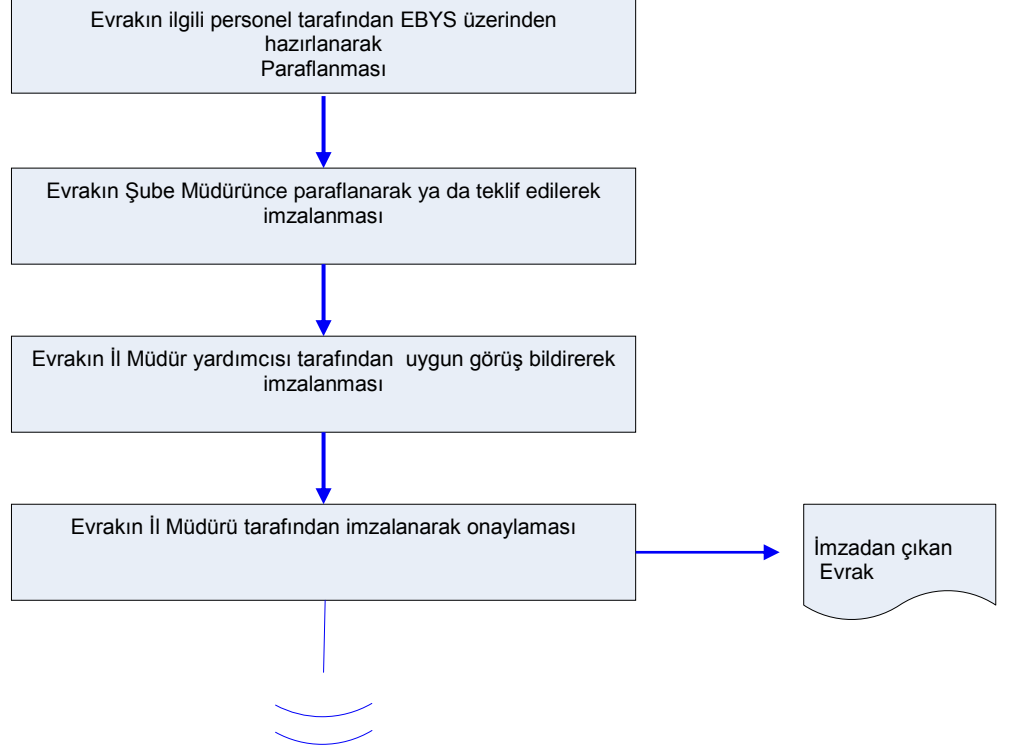 Evrakın ilgili personel tarafından EBYS üzerinden
hazırlanarak
Paraflanması
Evrakın Şube Müdürünce paraflanarak ya da teklif edilerek
imzalanması
Evrakın İl Müdür yardımcısı tarafından  uygun görüş bildirerek
imzalanması
Evrakın İl Müdürü tarafından imzalanarak onaylaması
İmzadan çıkan
Evrak